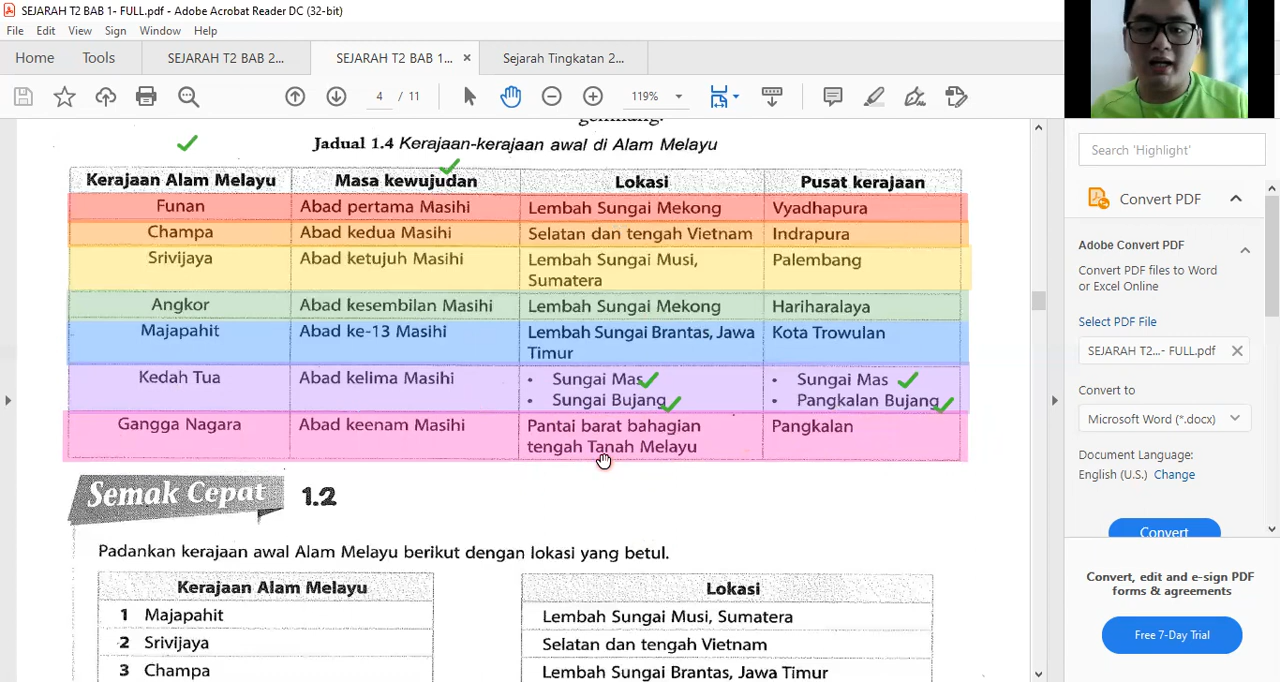 SEJARAH T2 BAB 1- FULL.pdf - Adobe Acrobat Reader DC (32-bit)
File Edit View Sign Window Help
Home Tools SEJARAH T2 BAB 2... SEJARAH T2 BAB 1... × Sejarah Tingkatan 2...
4 / 11 119%
gemilang.
Jadual 1.4 Kerajaan-kerajaan awal di Alam Melayu
Kerajaan Alam Melayu Masa kewujudan Lokasi Pusat kerajaan
Funan Abad pertama Masihi Lembah Sungai Mekong Vyadhapura
Champa Abad kedua Masihi Selatan dan tengah Vietnam Indrapura
Srivijaya Abad ketujuh Masihi Lembah Sungai Musi, Palembang
Sumatera
Angkor Abad kesembilan Masihi Lembah Sungai Mekong Hariharalaya
Majapahit Abad ke-13 Masihi Lembah Sungai Brantas, Jawa Kota Trowulan
Timur
Kedah Tua Abad kelima Masihi • Sungai Mas • Sungai Mas
• Sungai Bujang • Pangkalan Bujang
Gangga Nagara Abad keenam Masihi Pantai barat bahagian Pangkalan
tengah Tanah Melayu
Semak Cepat 1.2
Padankan kerajaan awal Alam Melayu berikut dengan lokasi yang betul.
Kerajaan Alam Melayu Lokasi
1 Majapahit Lembah Sungai Musi, Sumatera
2 Srivijaya Selatan dan tengah Vietnam
3 Champa Lembah Sungai Brantas, Jawa Timur
Search 'Highlight'
Convert PDF
Adobe Convert PDF
Convert PDF files to Word
or Excel Online
Select PDF File
SEJARAH T2...- FULL.pdf
Convert to
Microsoft Word (*.docx)
Document Language:
English (U.S.) Change
Convert
Convert, edit and e-sign PDF
forms & agreements
Free 7-Day Trial